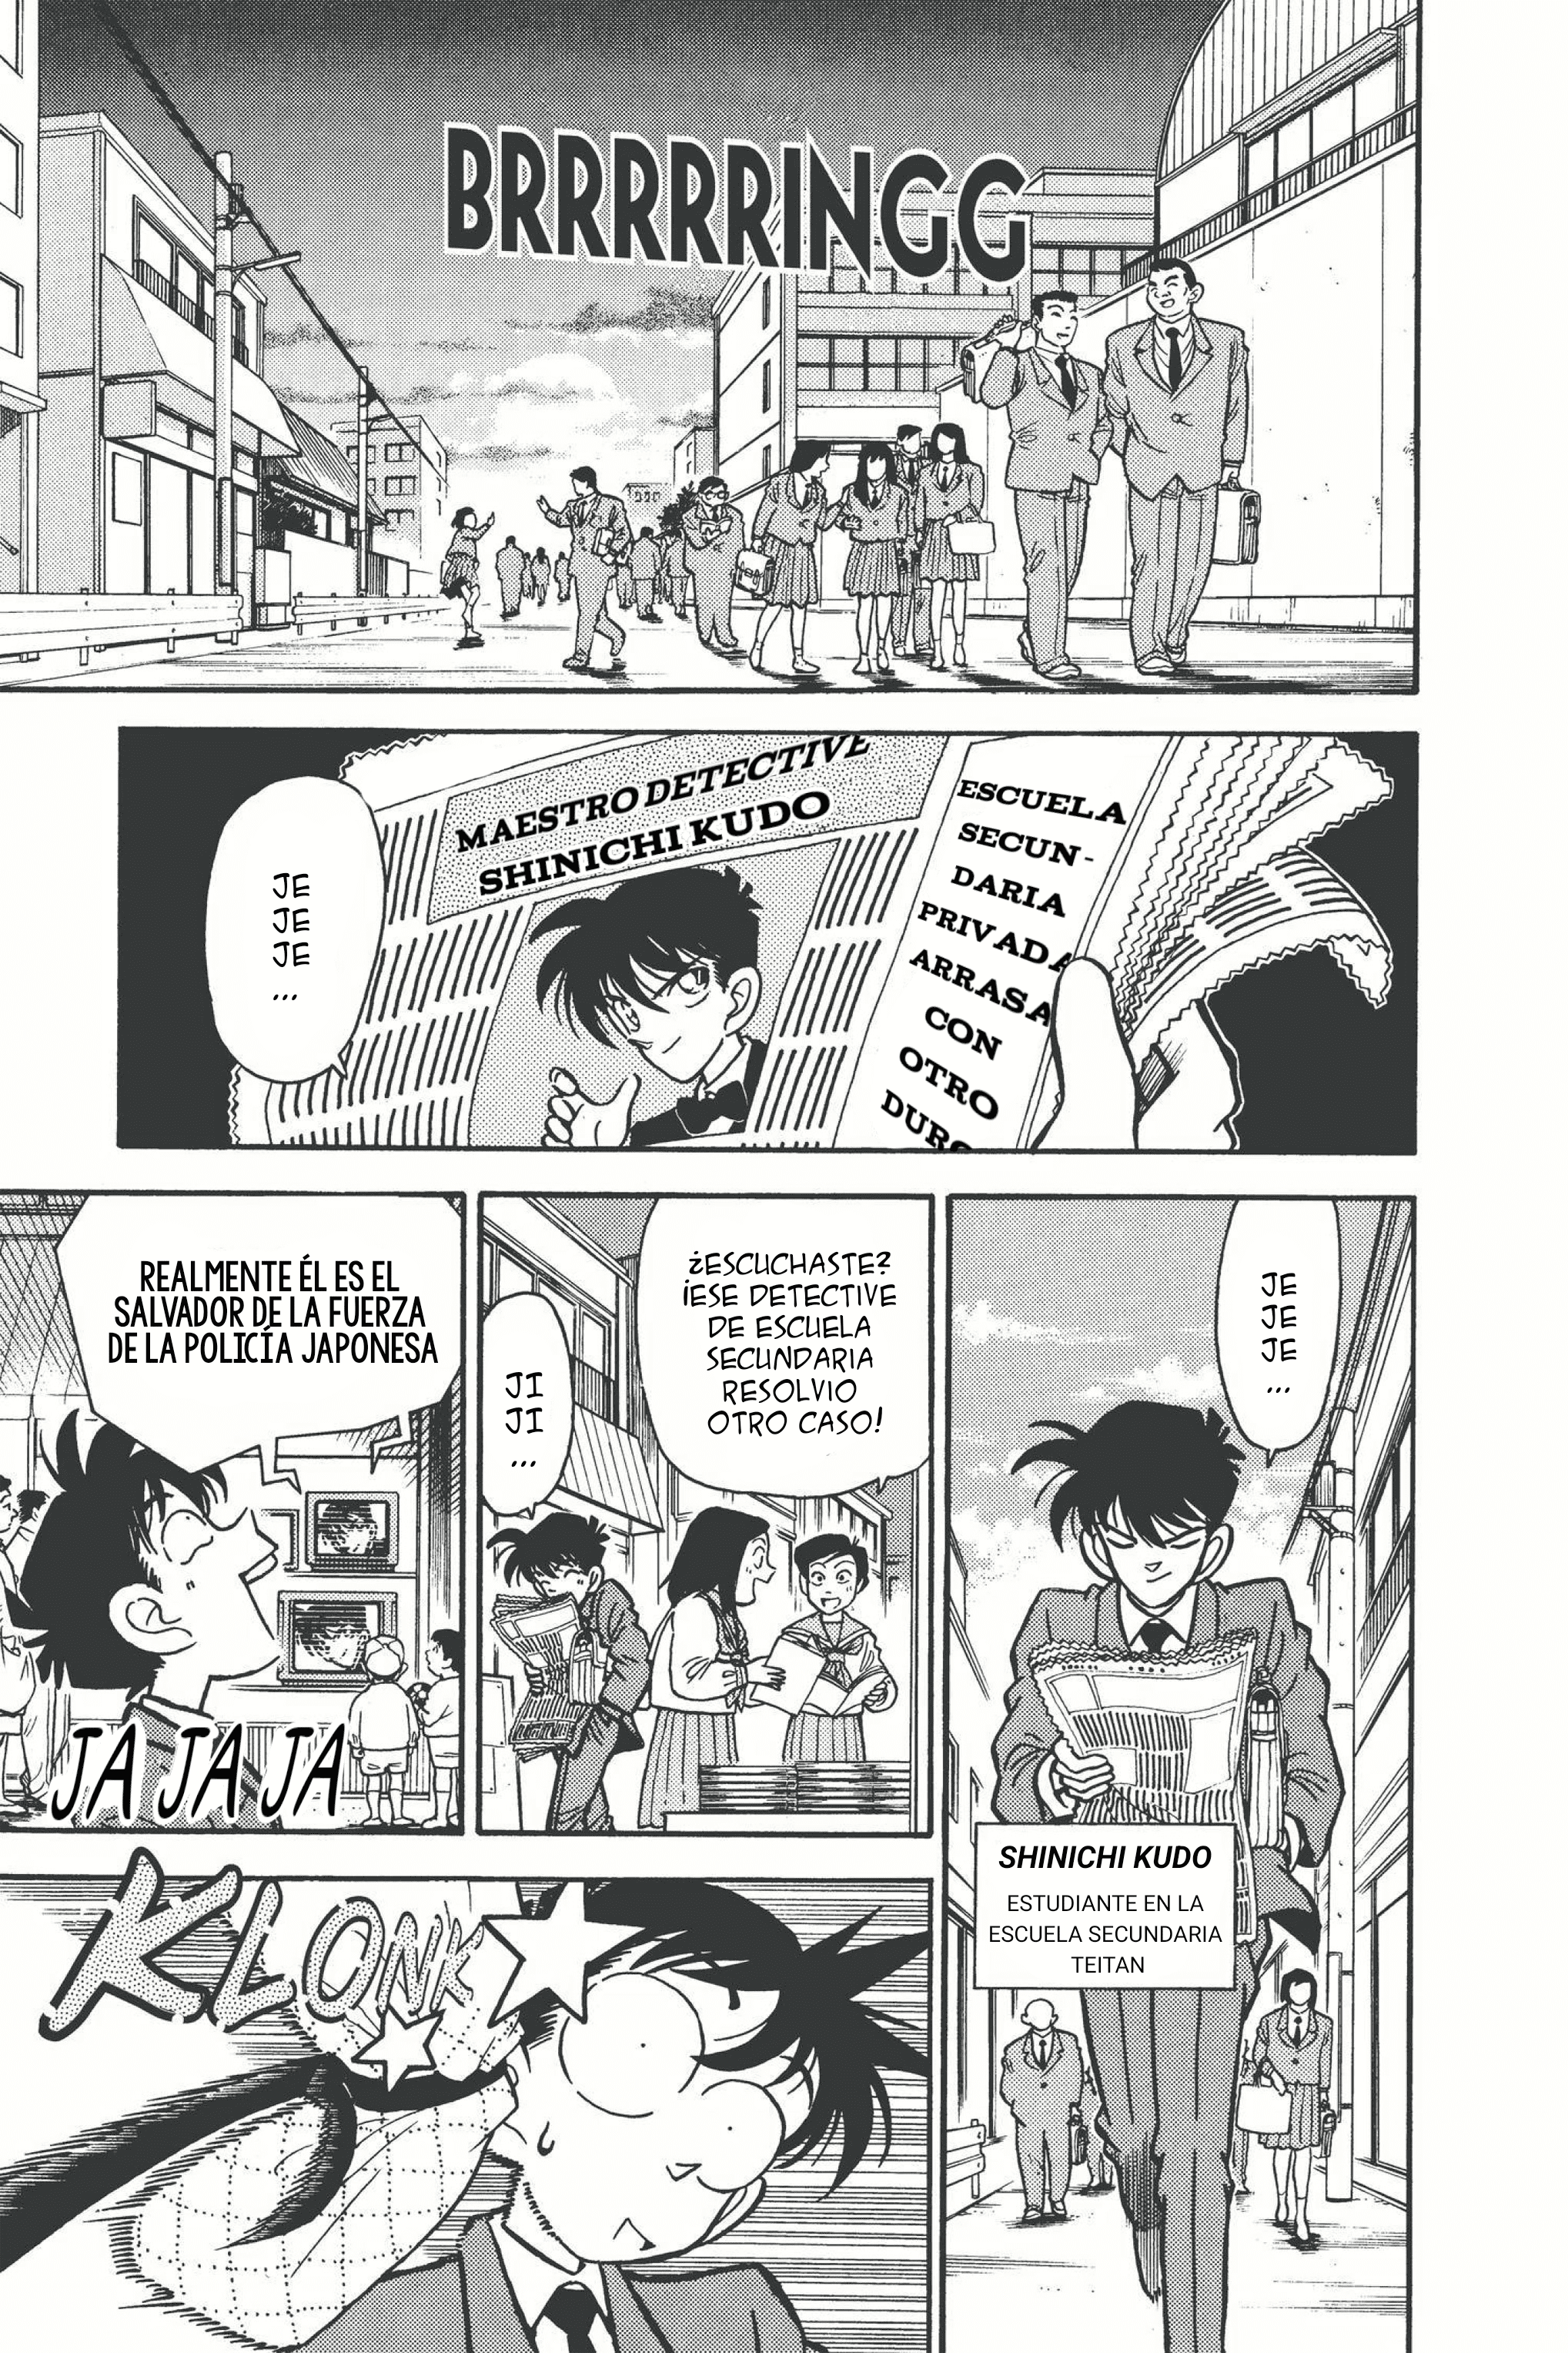 BRRRRRINGG
MAESTRO DETECTIVE
SHINICHI KUDO
ESCUELA
SECUN-
DARIA
PRIVADA
ARRASA
CON
OTRO
DURO
JE
JE
JE
...
JE
JE
JE
...
SHINICHI KUDO
ESTUDIANTE EN LA
ESCUELA SECUNDARIA
TEITAN
¿ESCUCHASTE?
¡ESE DETECTIVE
DE ESCUELA
SECUNDARIA
RESOLVIO
OTRO CASO!
JI
JI
...
REALMENTE ÉL ES EL
SALVADOR DE LA FUERZA
DE LA POLICÍA JAPONESA
JA JA JA
KLONK